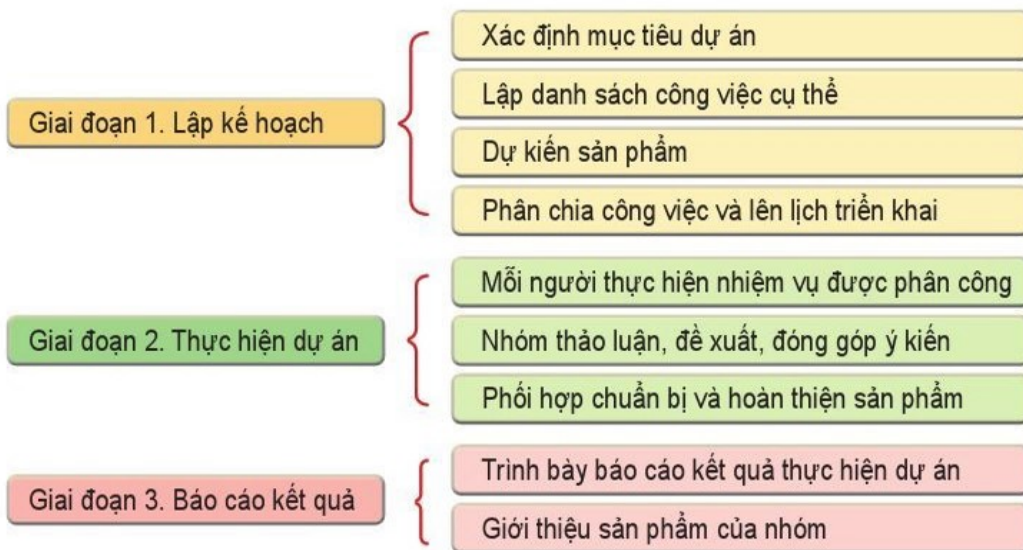 Giai đoạn 1. Lập kế hoạch
Xác định mục tiêu dự án
Lập danh sách công việc cụ thể
Dự kiến sản phẩm
Phân chia công việc và lên lịch triển khai
Giai đoạn 2. Thực hiện dự án
Mỗi người thực hiện nhiệm vụ được phân công
Nhóm thảo luận, đề xuất, đóng góp ý kiến
Phối hợp chuẩn bị và hoàn thiện sản phẩm
Giai đoạn 3. Báo cáo kết quả
Trình bày báo cáo kết quả thực hiện dự án
Giới thiệu sản phẩm của nhóm